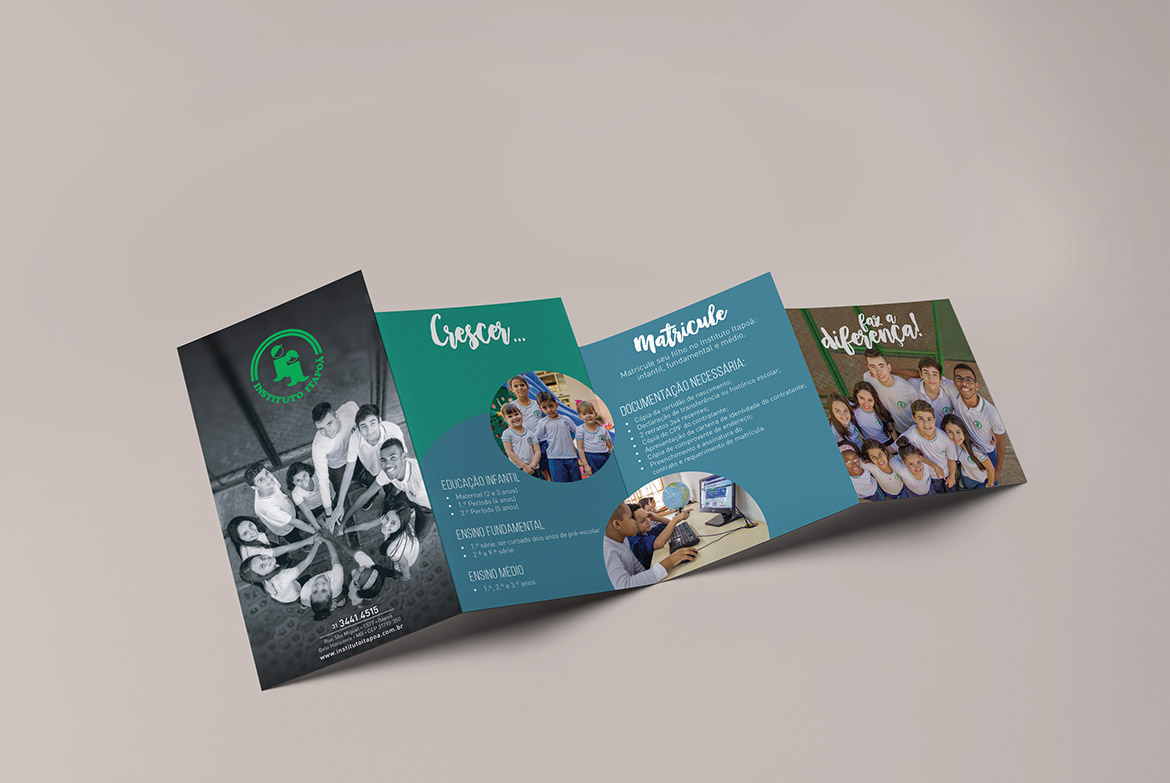 INSTITUTO ITAPOÃ
31 3441.4515
Rua São Miguel • 1377 • Itapoã
Belo Horizonte • MG • CEP 31710-350
www.institutoitapoa.com.br
Crescer...
EDUCAÇÃO INFANTIL
• Maternal (2 e 3 anos)
• 1.º Período (4 anos)
• 2.º Período (5 anos)
ENSINO FUNDAMENTAL
• 1.ª série: ter cursado dois anos de pré-escolar
• 2.ª a 9.ª série
ENSINO MÉDIO
• 1.º, 2.º e 3.º anos.
Matricule
Matricule seu filho no Instituto Itapoã:
infantil, fundamental e médio.
DOCUMENTAÇÃO NECESSÁRIA:
• Cópia da certidão de nascimento;
• Declaração de transferência ou histórico escolar;
• 2 retratos 3x4 recentes;
• Cópia do CPF do contratante;
• Apresentação da carteira de identidade do contratante;
• Cópia de comprovante de endereço;
• Preenchimento e assinatura do
contrato e requerimento de matrícula.
faz a
diferença!